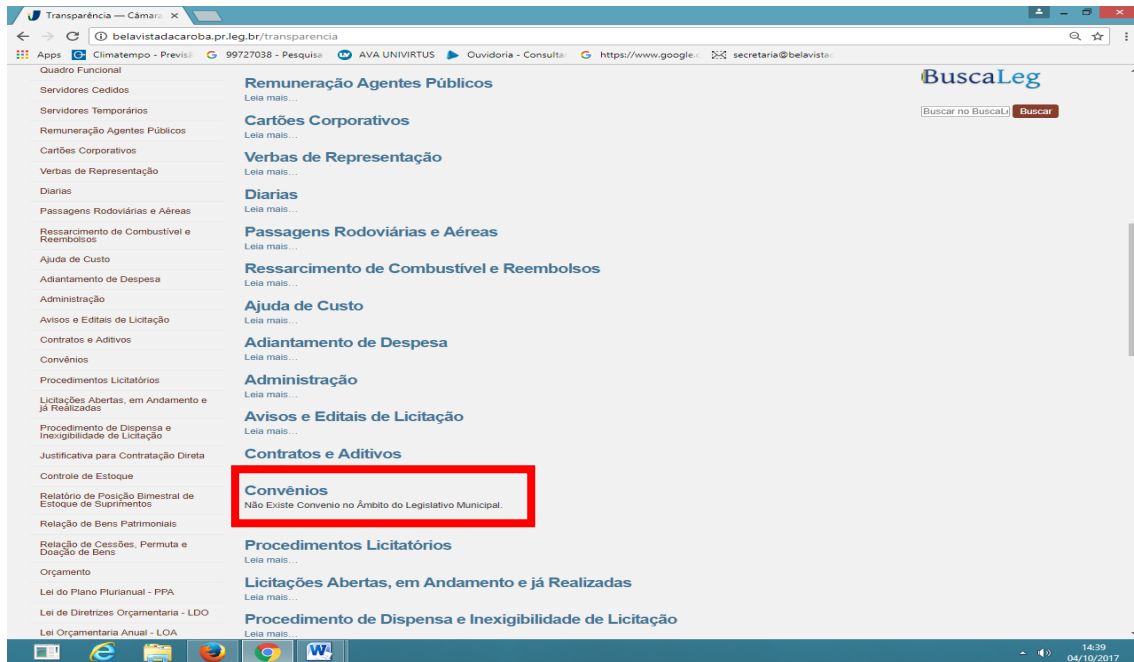 Transparência — Câmara
belavistadacaroba.pr.leg.br/transparencia
Apps Climatempo - Previsã 99727038 - Pesquisa AVA UNIVIRTUS Ouvidoria - Consulta https://www.google.c secretaria@belavistac
Quadro Funcional
Servidores Cedidos
Servidores Temporários
Remuneração Agentes Públicos
Cartões Corporativos
Verbas de Representação
Diarias
Passagens Rodoviárias e Aéreas
Ressarcimento de Combustível e
Reembolsos
Ajuda de Custo
Adiantamento de Despesa
Administração
Avisos e Editais de Licitação
Contratos e Aditivos
Convênios
Procedimentos Licitatórios
Licitações Abertas, em Andamento e
já Realizadas
Procedimento de Dispensa e
Inexigibilidade de Licitação
Justificativa para Contratação Direta
Controle de Estoque
Relatório de Posição Bimestral de
Estoque de Suprimentos
Relação de Bens Patrimoniais
Relação de Cessões, Permuta e
Doação de Bens
Orçamento
Lei do Plano Plurianual - PPA
Lei de Diretrizes Orçamentaria - LDO
Lei Orçamentaria Anual - LOA
Remuneração Agentes Públicos
Leia mais…
Cartões Corporativos
Leia mais…
Verbas de Representação
Leia mais…
Diarias
Leia mais…
Passagens Rodoviárias e Aéreas
Leia mais…
Ressarcimento de Combustível e Reembolsos
Leia mais…
Ajuda de Custo
Leia mais…
Adiantamento de Despesa
Leia mais…
Administração
Leia mais…
Avisos e Editais de Licitação
Leia mais…
Contratos e Aditivos
Convênios
Não Existe Convenio no Âmbito do Legislativo Municipal.
Procedimentos Licitatórios
Leia mais…
Licitações Abertas, em Andamento e já Realizadas
Leia mais…
Procedimento de Dispensa e Inexigibilidade de Licitação
Leia mais…
BuscaLeg
Buscar no BuscaL Buscar
14:39
04/10/2017